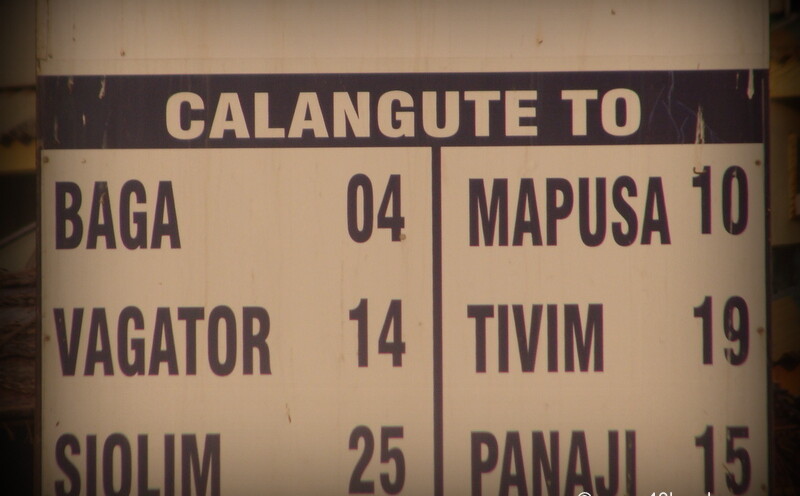 CALANGUTE TO
BAGA 04
MAPUSA 10
VAGATOR 14
TIVIM 19
SIOLIM 25
PANAJI 15